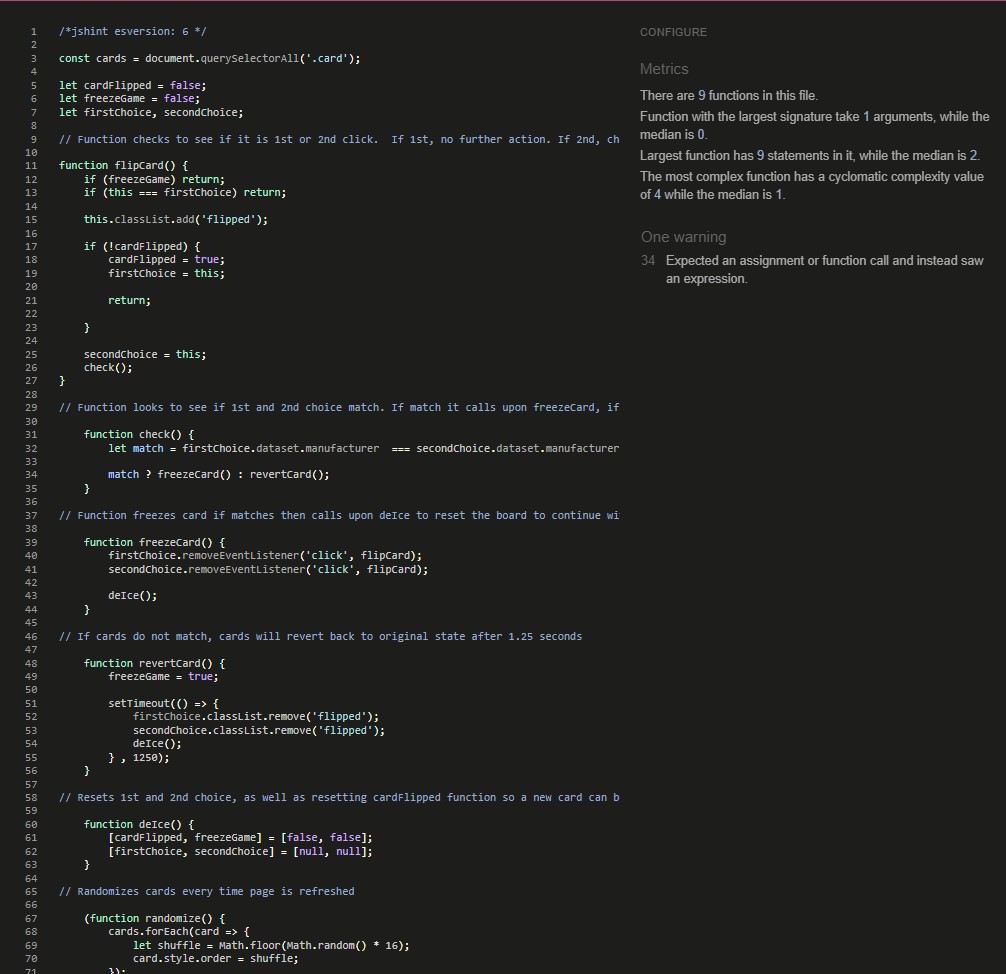 1 /*jshint esversion: 6 */
2
3 const cards = document.querySelectorAll('.card');
4
5 let cardFlipped = false;
6 let freezeGame = false;
7 let firstChoice, secondChoice;
8
9 // Function checks to see if it is 1st or 2nd click.  If 1st, no further action. If 2nd, ch
10
11 function flipCard() {
12     if (freezeGame) return;
13     if (this === firstChoice) return;
14
15     this.classList.add('flipped');
16
17     if (!cardFlipped) {
18         cardFlipped = true;
19         firstChoice = this;
20
21         return;
22
23     }
24
25     secondChoice = this;
26     check();
27 }
28
29 // Function looks to see if 1st and 2nd choice match. If match it calls upon freezeCard, if
30
31     function check() {
32         let match = firstChoice.dataset.manufacturer  === secondChoice.dataset.manufacturer
33
34         match ? freezeCard() : revertCard();
35     }
36
37 // Function freezes card if matches then calls upon deIce to reset the board to continue wi
38
39     function freezeCard() {
40         firstChoice.removeEventListener('click', flipCard);
41         secondChoice.removeEventListener('click', flipCard);
42
43         deIce();
44     }
45
46 // If cards do not match, cards will revert back to original state after 1.25 seconds
47
48     function revertCard() {
49         freezeGame = true;
50
51         setTimeout(() => {
52             firstChoice.classList.remove('flipped');
53             secondChoice.classList.remove('flipped');
54             deIce();
55         } , 1250);
56     }
57
58 // Resets 1st and 2nd choice, as well as resetting cardFlipped function so a new card can b
59
60     function deIce() {
61         [cardFlipped, freezeGame] = [false, false];
62         [firstChoice, secondChoice] = [null, null];
63     }
64
65 // Randomizes cards every time page is refreshed
66
67     (function randomize() {
68         cards.forEach(card => {
69             let shuffle = Math.floor(Math.random() * 16);
70             card.style.order = shuffle;
71         });
CONFIGURE
Metrics
There are 9 functions in this file.
Function with the largest signature take 1 arguments, while the
median is 0.
Largest function has 9 statements in it, while the median is 2.
The most complex function has a cyclomatic complexity value
of 4 while the median is 1.
One warning
34 Expected an assignment or function call and instead saw
an expression.